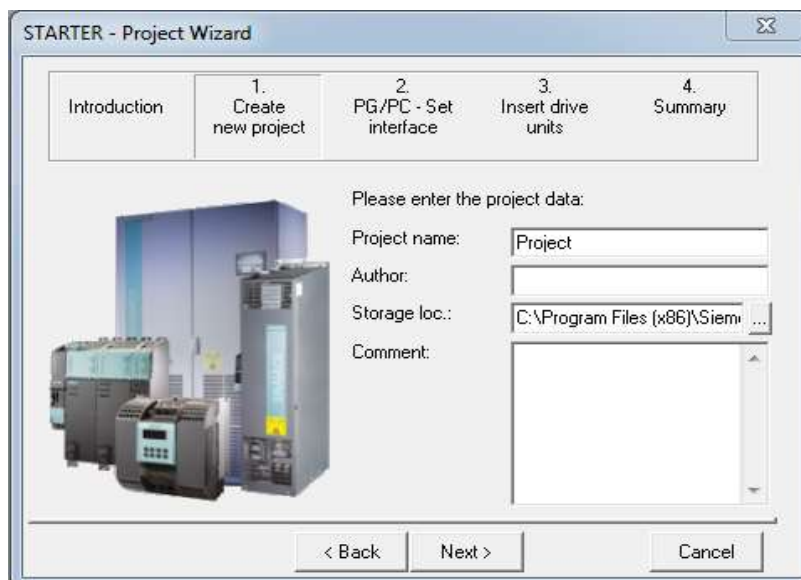 STARTER - Project Wizard
Introduction
1.
Create
new project
2.
PG/PC - Set
interface
3.
Insert drive
units
4.
Summary
Please enter the project data:
Project name:
Project
Author:
Storage loc.:
C:\Program Files (x86)\Sieme
...
Comment:
< Back
Next >
Cancel